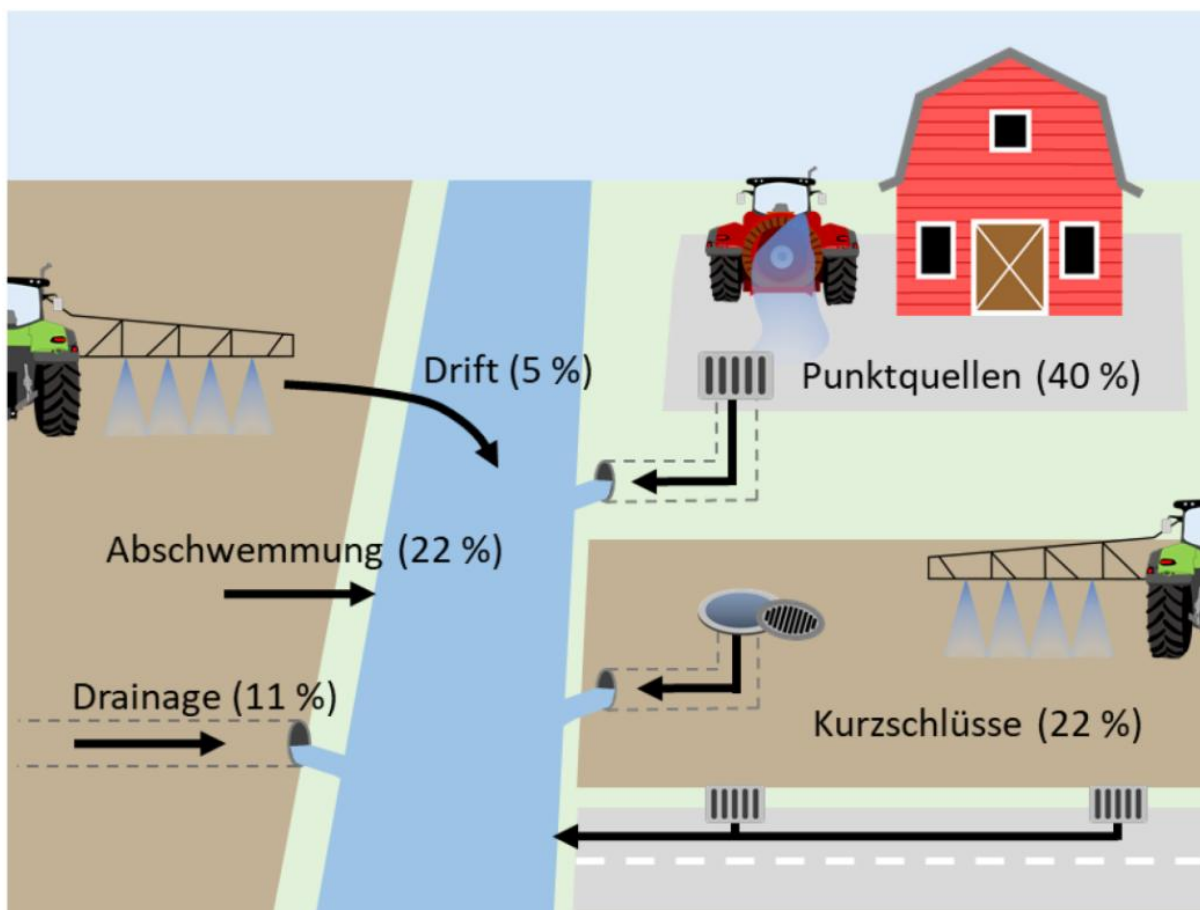 Drift (5 %)
Punktquellen (40 %)
Abschwemmung (22 %)
Drainage (11 %)
Kurzschlüsse (22 %)